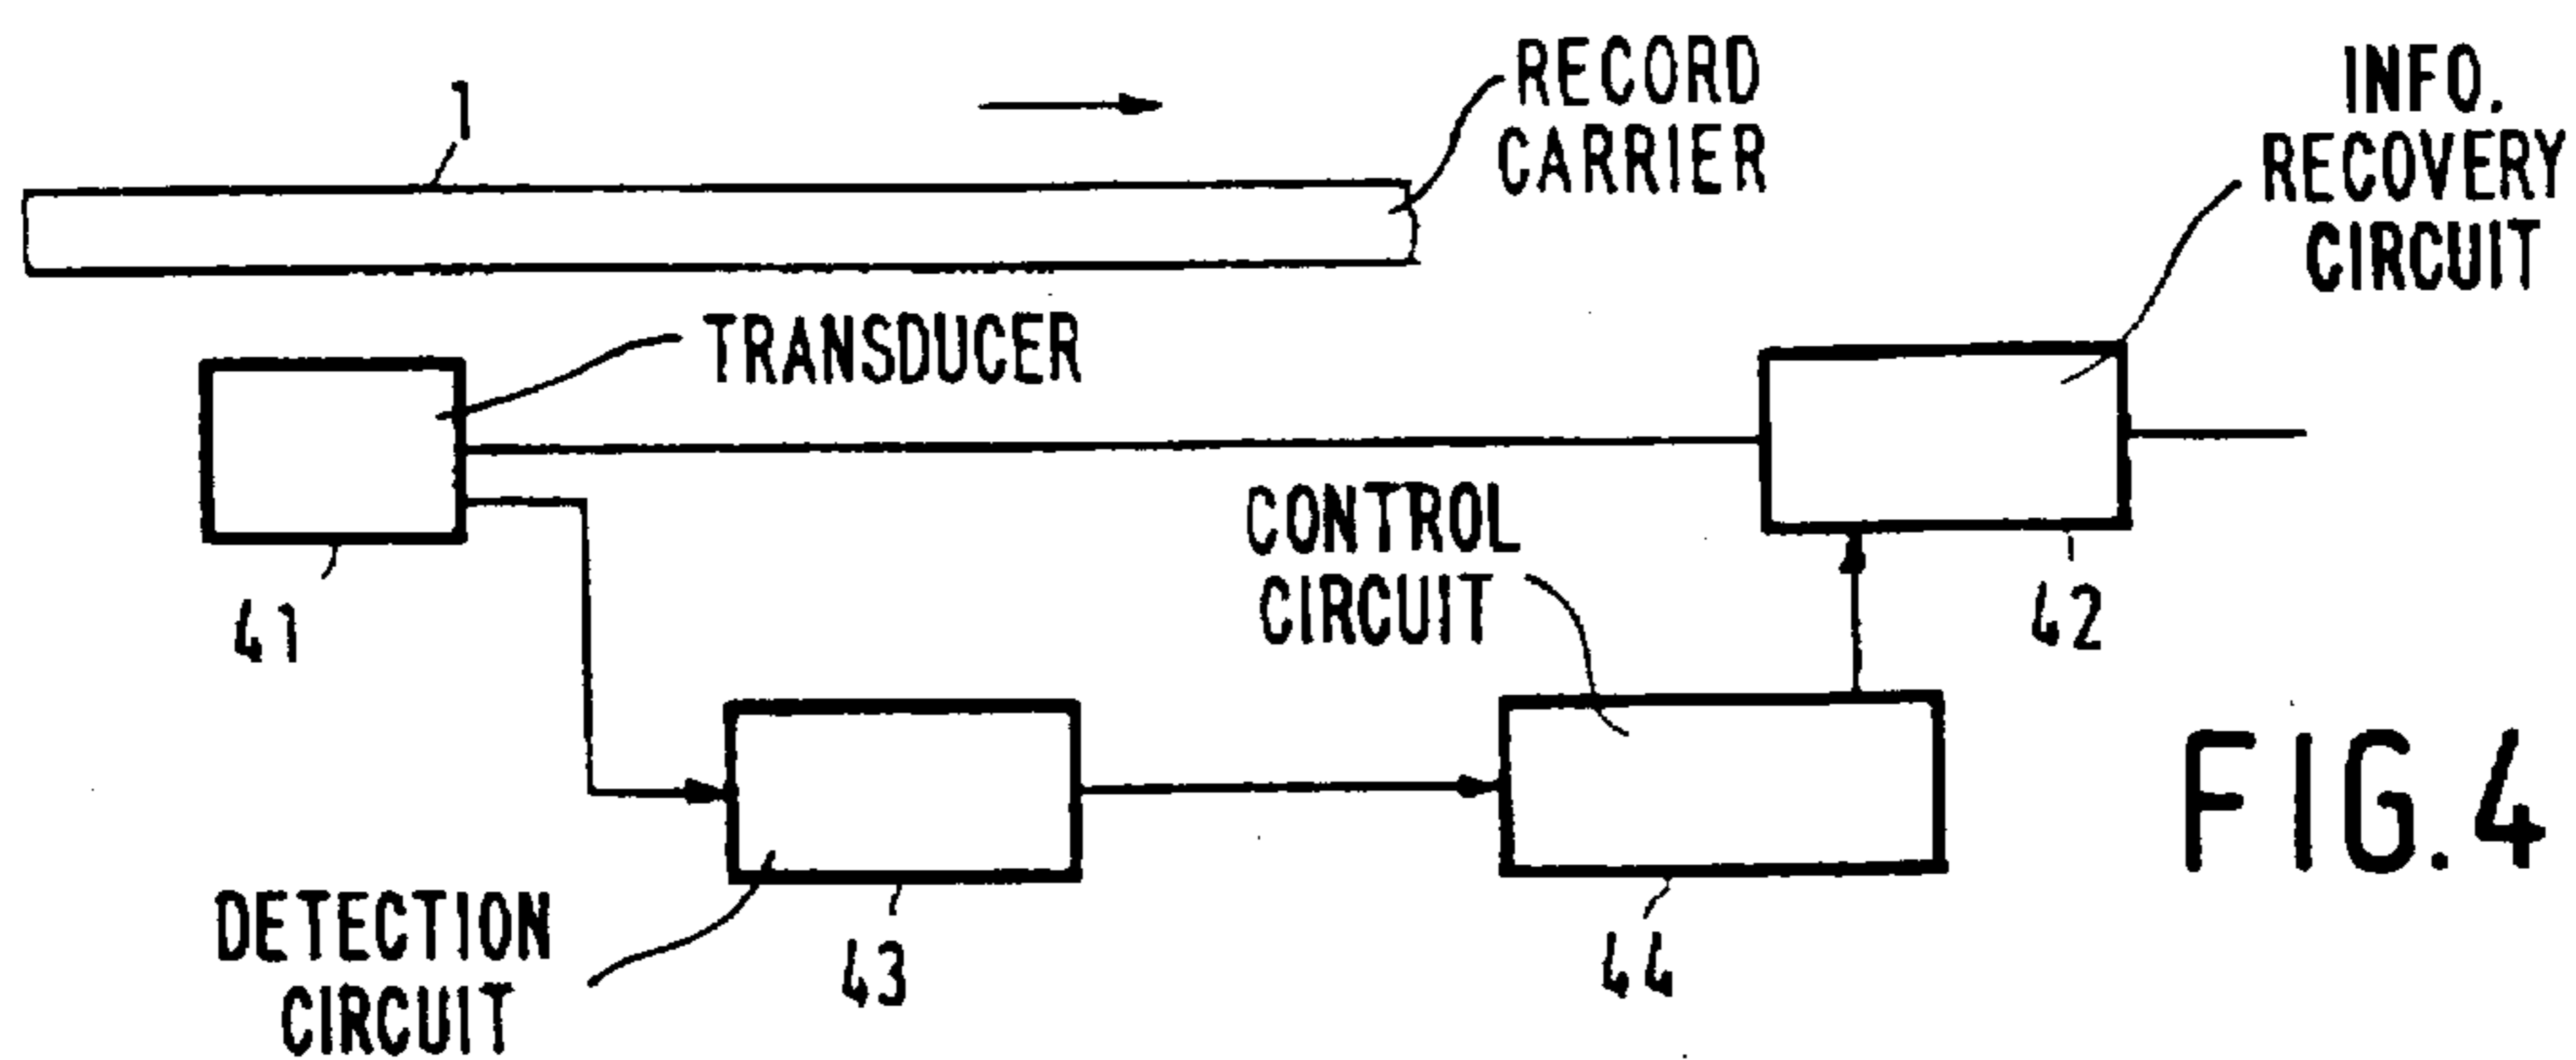 1
RECORD
CARRIER
INFO.
RECOVERY
CIRCUIT
TRANSDUCER
41
CONTROL
CIRCUIT
42
DETECTION
CIRCUIT
43
44
FIG.4